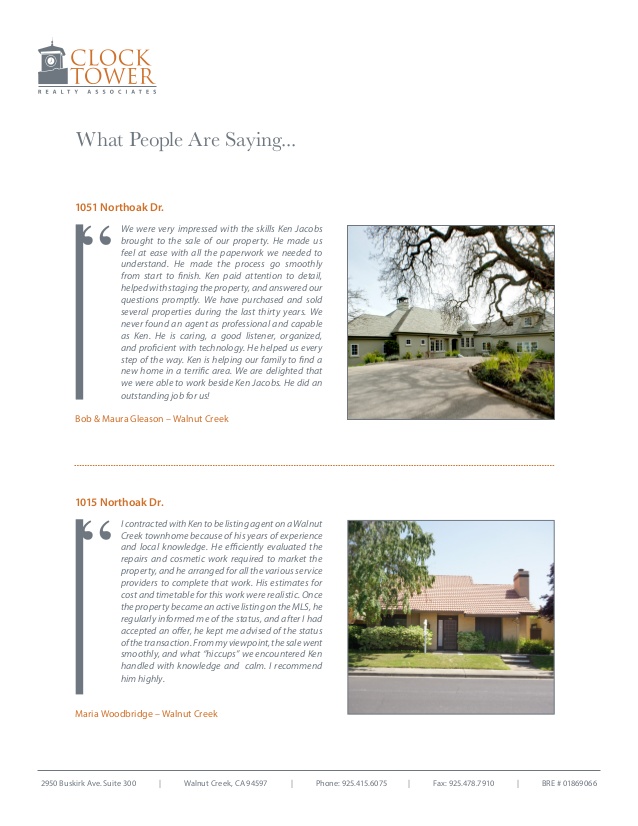 CLOCK
TOWER
REALTY ASSOCIATES
What People Are Saying...
1051 Northoak Dr.
“
We were very impressed with the skills Ken Jacobs
brought to the sale of our property. He made us
feel at ease with all the paperwork we needed to
understand. He made the process go smoothly
from start to finish. Ken paid attention to detail,
helped with staging the property, and answered our
questions promptly. We have purchased and sold
several properties during the last thirty years. We
never found an agent as professional and capable
as Ken. He is caring, a good listener, organized,
and proficient with technology. He helped us every
step of the way. Ken is helping our family to find a
new home in a terrific area. We are delighted that
we were able to work beside Ken Jacobs. He did an
outstanding job for us!
Bob & Maura Gleason – Walnut Creek
1015 Northoak Dr.
“
I contracted with Ken to be listing agent on a Walnut
Creek townhome because of his years of experience
and local knowledge. He efficiently evaluated the
repairs and cosmetic work required to market the
property, and he arranged for all the various service
providers to complete that work. His estimates for
cost and timetable for this work were realistic. Once
the property became an active listing on the MLS, he
regularly informed me of the status, and after I had
accepted an offer, he kept me advised of the status
of the transaction. From my viewpoint, the sale went
smoothly, and what “hiccups” we encountered Ken
handled with knowledge and calm. I recommend
him highly.
Maria Woodbridge – Walnut Creek
2950 Buskirk Ave. Suite 300 | Walnut Creek, CA 94597 | Phone: 925.415.6075 | Fax: 925.478.7910 | BRE # 01869066